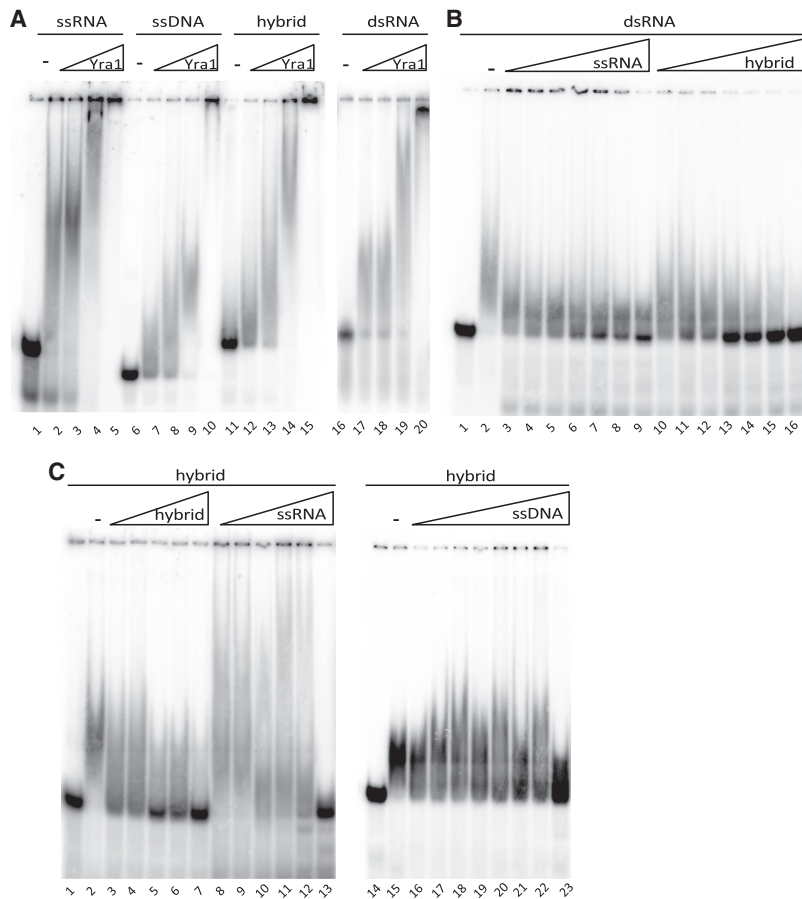 A ssRNA ssDNA hybrid dsRNA
- Yra1 - Yra1 - Yra1 - Yra1
1 2 3 4 5 6 7 8 9 10 11 12 13 14 15 16 17 18 19 20
B dsRNA
- ssRNA hybrid
1 2 3 4 5 6 7 8 9 10 11 12 13 14 15 16
C hybrid hybrid
- hybrid ssRNA - ssDNA
1 2 3 4 5 6 7 8 9 10 11 12 13 14 15 16 17 18 19 20 21 22 23